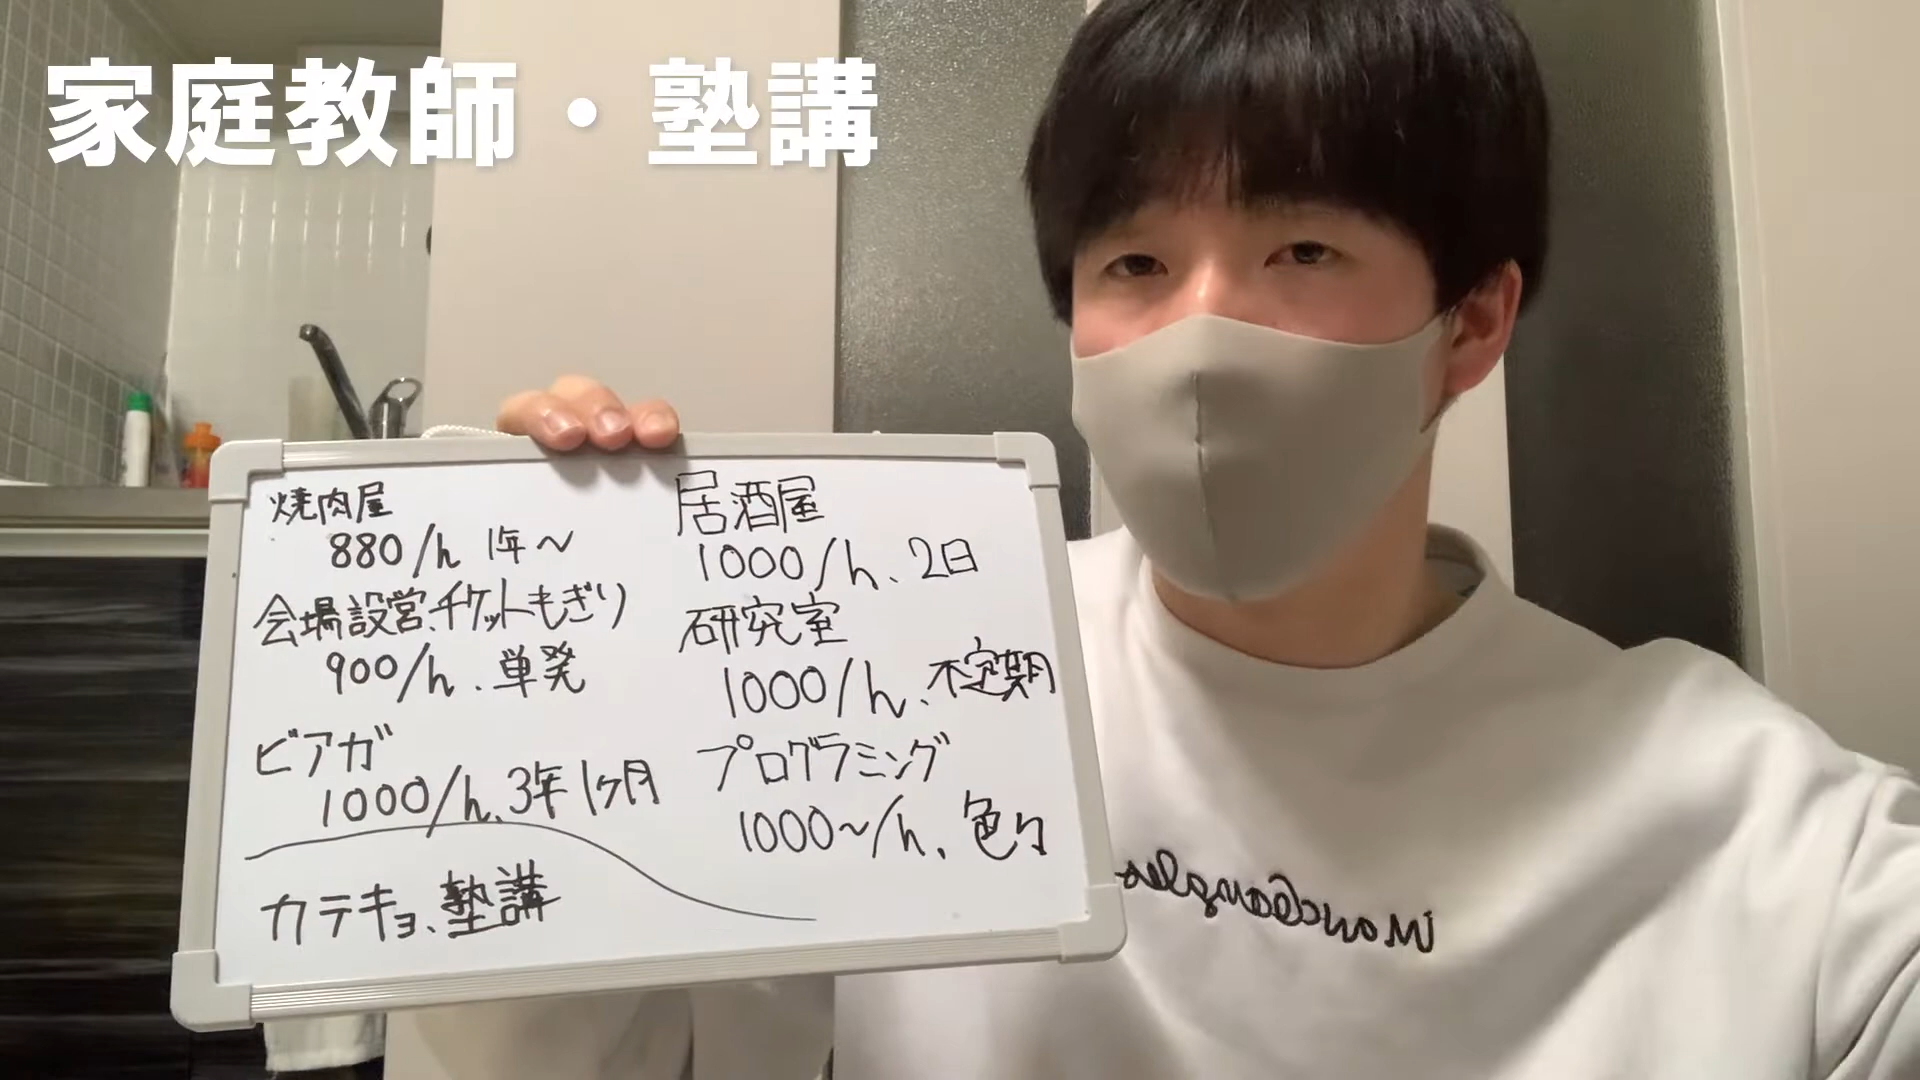 家庭教師・塾講
焼肉屋
880/h 1年〜
会場設営、チケットもぎり
900/h、単発
ビアガ
1000/h、3年1ヶ月
カテキョ、塾講
居酒屋
1000/h、2日
研究室
1000/h、不定期
プログラミング
1000〜/h、色々